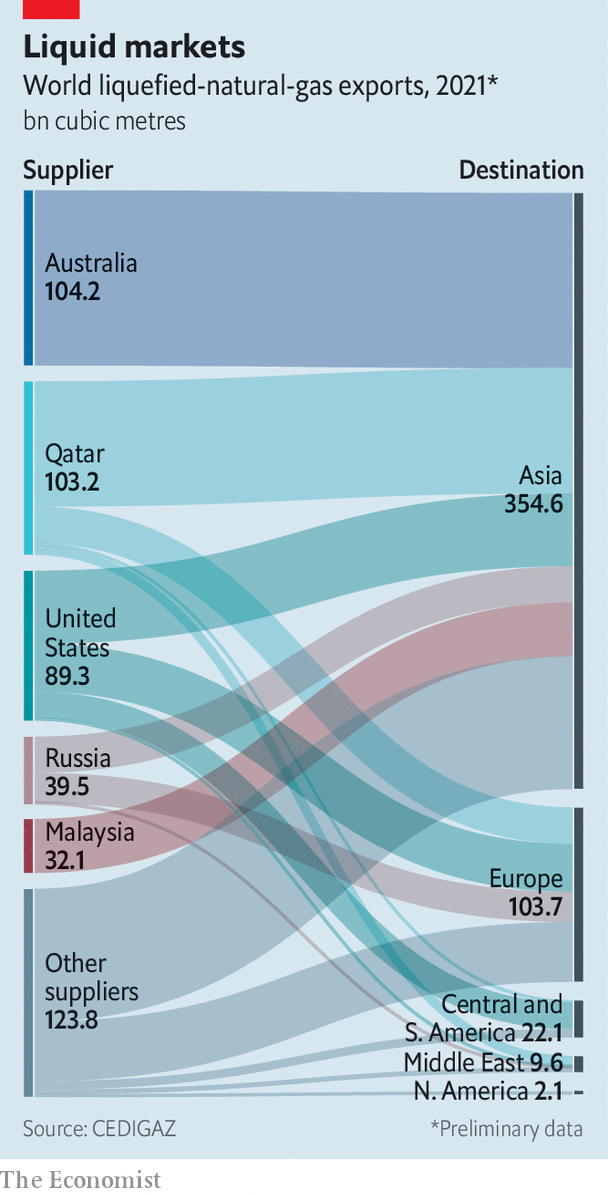 Liquid markets
World liquefied-natural-gas exports, 2021*
bn cubic metres
Supplier
Destination
Australia
104.2
Qatar
103.2
Asia
354.6
United
States
89.3
Russia
39.5
Malaysia
32.1
Europe
103.7
Other
suppliers
123.8
Central and
S. America 22.1
Middle East 9.6
N. America 2.1
Source: CEDIGAZ
*Preliminary data
The Economist